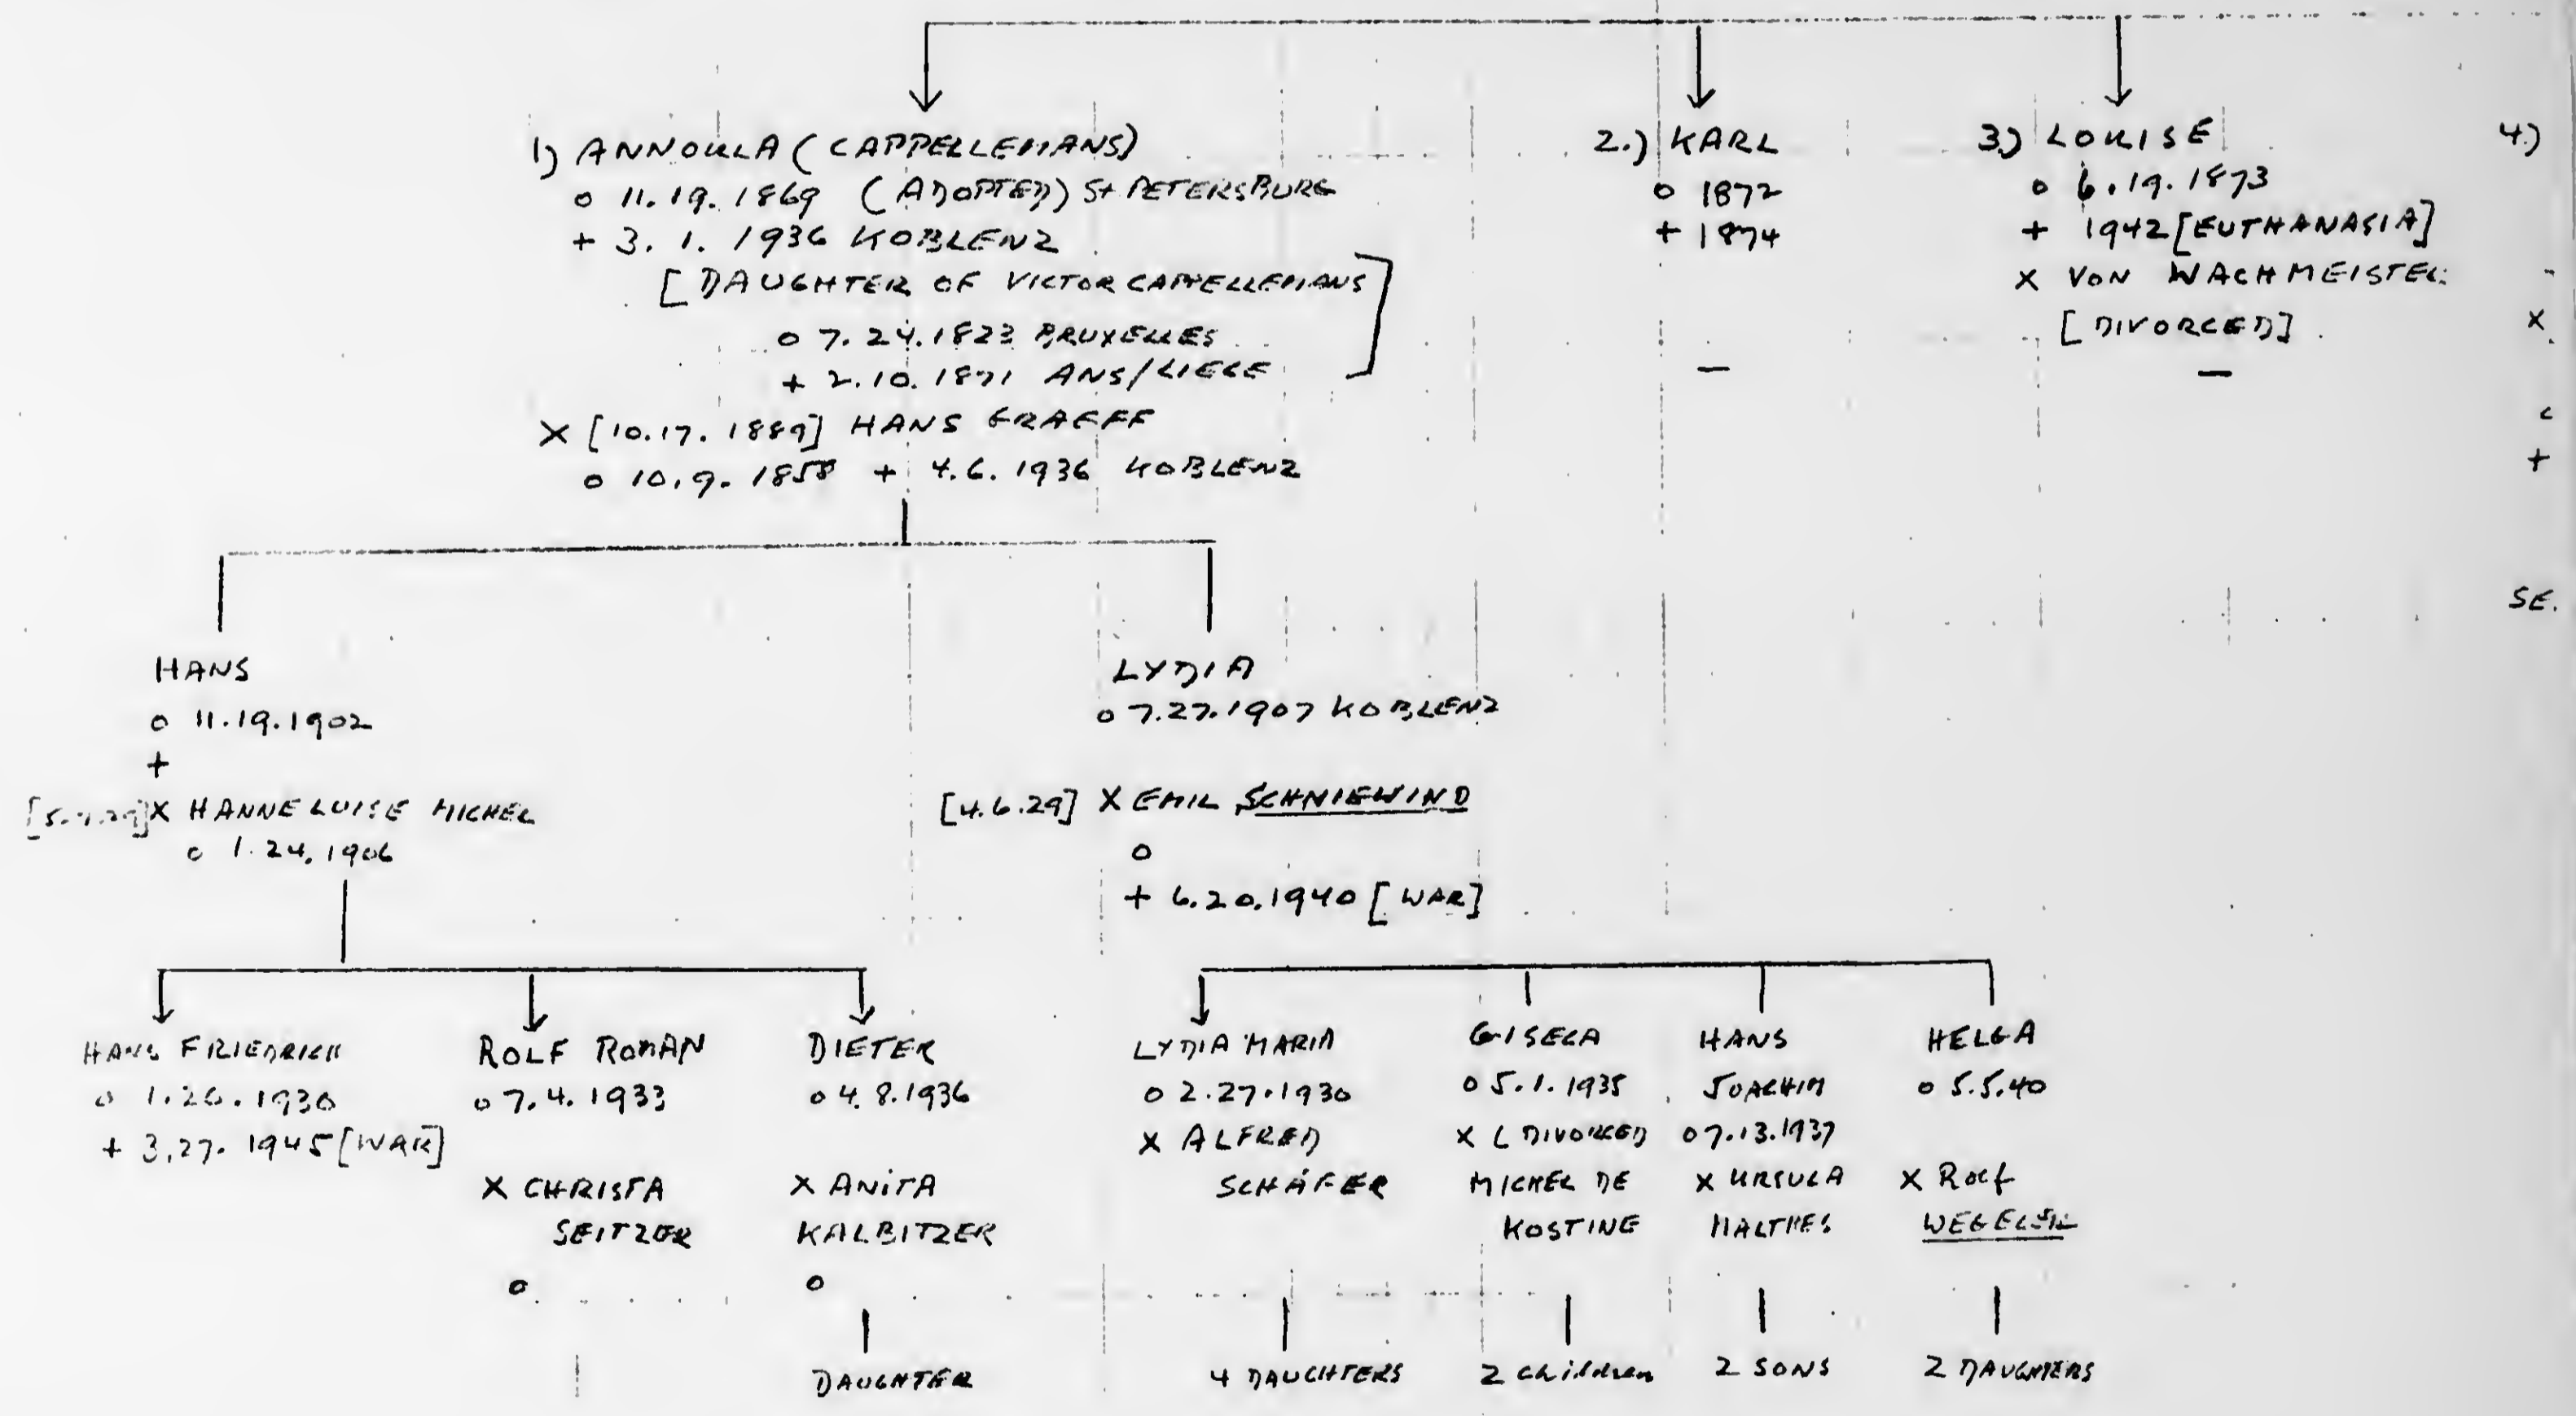 1) ANNOULA (CAPPELLEMANS)
o 11.19.1869 (ADOPTED) St PETERSBURG
+ 3. 1. 1936 KOBLENZ
[DAUGHTER OF VICTOR CAPPELLEMANS]
o 7.24.1823 BRUXELLES
+ 2.10.1871 ANS/LIEGE
X [10.17.1889] HANS GRAEFF
o 10.9.1858 + 4.6.1936 KOBLENZ
2.) KARL
o 1872
+ 1874
—
3.) LOUISE
o 6.19.1873
+ 1942 [EUTHANASIA]
X VON WACHMEISTER
[DIVORCED]
—
4.)
X
+
SE.
HANS
o 11.19.1902
+
X HANNELUISE MICHEL
o 1.24.1906
LYDIA
o 7.27.1907 KOBLENZ
[4.6.29] X EMIL SCHNIEWIND
o
+ 6.20.1940 [WAR]
HANS FRIEDRICH
o 1.26.1930
+ 3.27.1945 [WAR]
ROLF ROMAN
o 7.4.1933
X CHRISTA
SEITZER
o
DIETER
o 4.8.1936
X ANITA
KALBITZER
o
DAUGHTER
LYDIA MARIA
o 2.27.1930
X ALFRED
SCHÄFER
4 DAUGHTERS
GISELA
o 5.1.1935
X (DIVORCED
MICHEL DE
KOSTINE
2 children
HANS
JOACHIM
o 7.13.1937
X URSULA
MALTHES
2 SONS
HELGA
o 5.5.40
X Rolf
2 DAUGHTERS